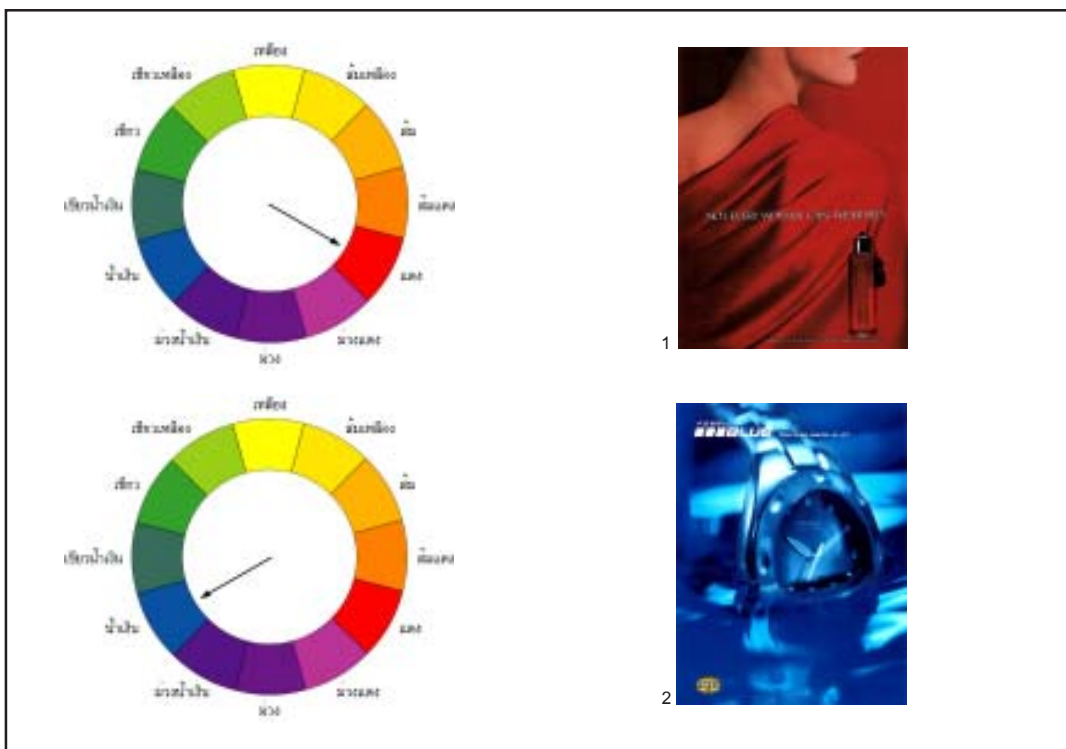 เหลือง
เขียวเหลือง
ส้มเหลือง
เขียว
ส้ม
เขียวน้ำเงิน
ส้มแดง
น้ำเงิน
แดง
ม่วงน้ำเงิน
ม่วงแดง
ม่วง
1
เหลือง
เขียวเหลือง
ส้มเหลือง
เขียว
ส้ม
เขียวน้ำเงิน
ส้มแดง
น้ำเงิน
แดง
ม่วงน้ำเงิน
ม่วงแดง
ม่วง
BLUE
2